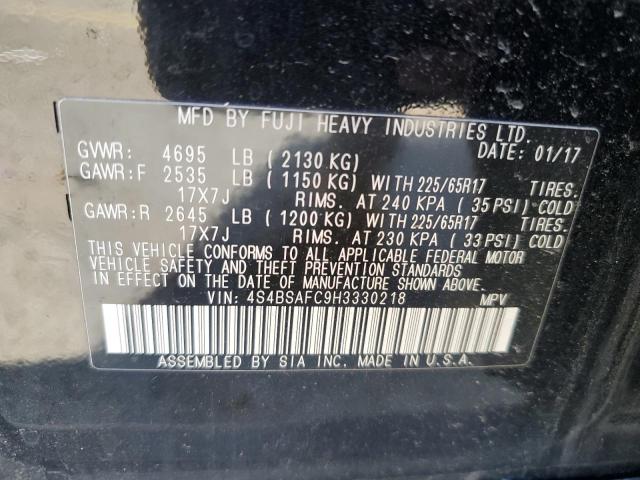 MFD BY FUJI HEAVY INDUSTRIES LTD.
GVWR: 4695 LB (2130 KG) DATE: 01/17
GAWR:F 2535 LB (1150 KG) WITH 225/65R17 TIRES.
17X7J RIMS. AT 240 KPA (35 PSI) COLD
GAWR:R 2645 LB (1200 KG) WITH 225/65R17 TIRES.
17X7J RIMS. AT 230 KPA (33 PSI) COLD
THIS VEHICLE CONFORMS TO ALL APPLICABLE FEDERAL MOTOR
VEHICLE SAFETY AND THEFT PREVENTION STANDARDS
IN EFFECT ON THE DATE OF MANUFACTURE SHOWN ABOVE.
VIN: 4S4BSAFC9H3330218 MPV
ASSEMBLED BY SIA INC. MADE IN U.S.A.